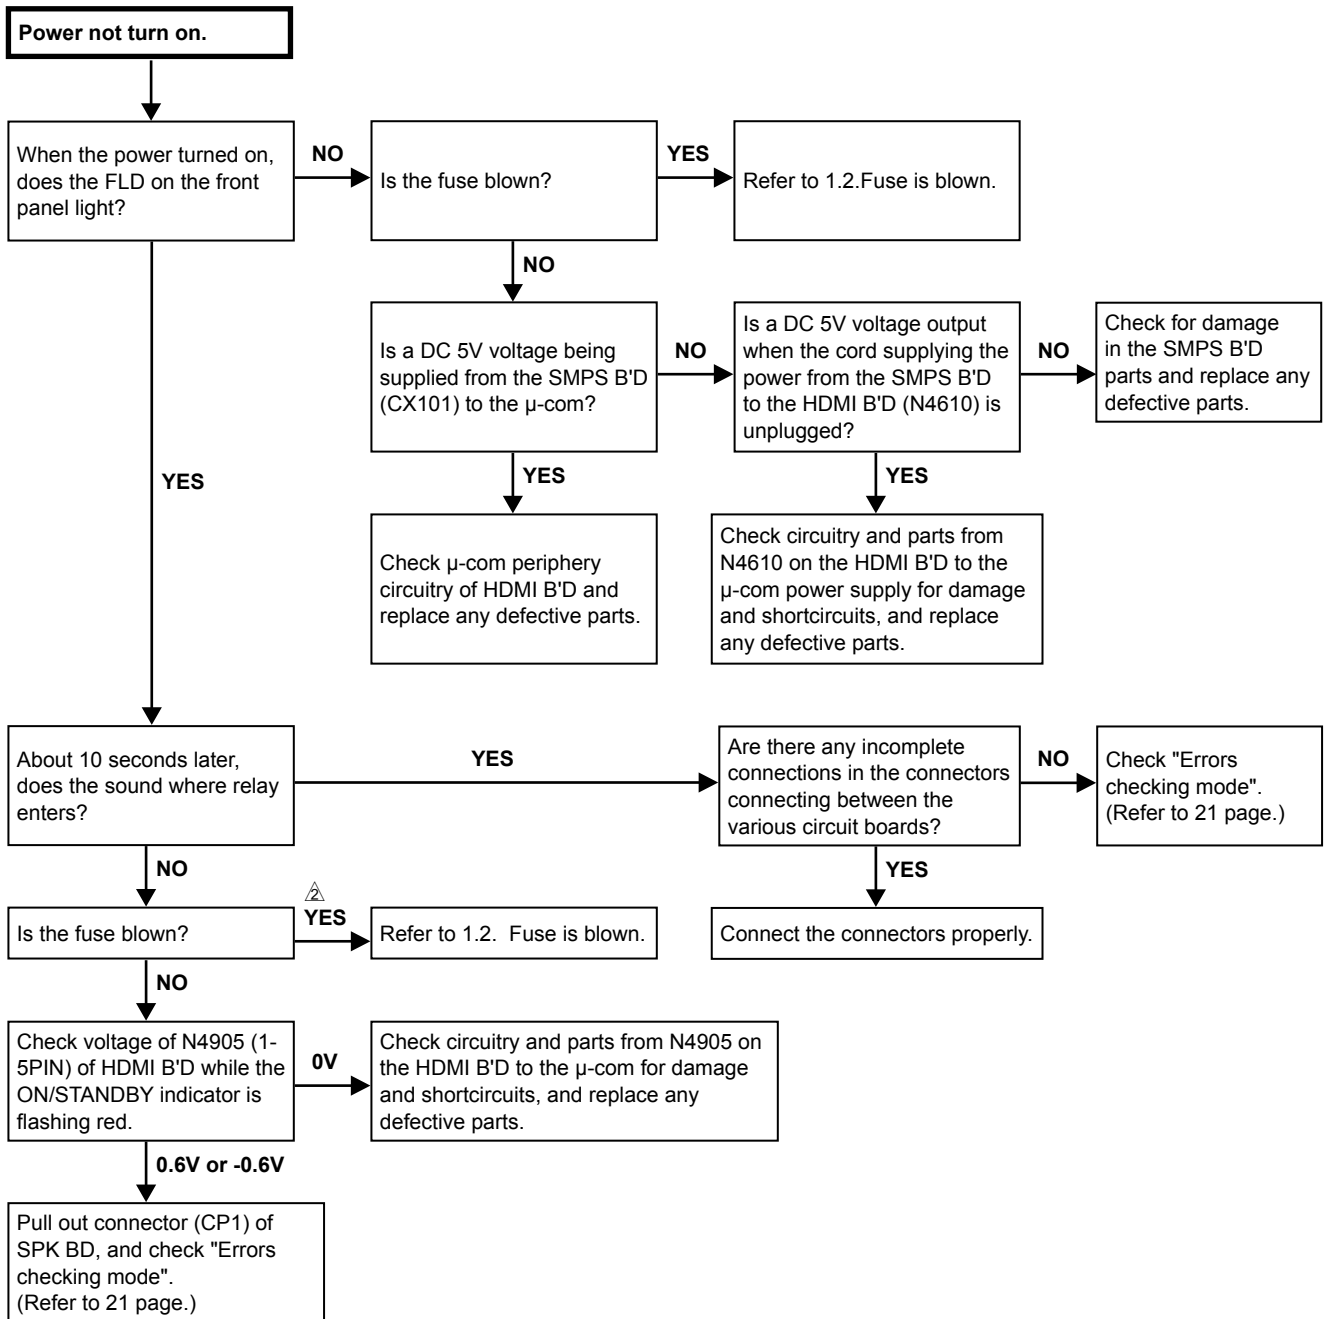 Power not turn on.
When the power turned on,
does the FLD on the front
panel light?
NO
Is the fuse blown?
YES
Refer to 1.2.Fuse is blown.
NO
Is a DC 5V voltage being
supplied from the SMPS B'D
(CX101) to the µ-com?
NO
Is a DC 5V voltage output
when the cord supplying the
power from the SMPS B'D
to the HDMI B'D (N4610) is
unplugged?
NO
Check for damage
in the SMPS B'D
parts and replace any
defective parts.
YES
YES
YES
Check µ-com periphery
circuitry of HDMI B'D and
replace any defective parts.
Check circuitry and parts from
N4610 on the HDMI B'D to the
µ-com power supply for damage
and shortcircuits, and replace
any defective parts.
About 10 seconds later,
does the sound where relay
enters?
YES
Are there any incomplete
connections in the connectors
connecting between the
various circuit boards?
NO
Check "Errors
checking mode".
(Refer to 21 page.)
NO
YES
Is the fuse blown?
2
YES
Refer to 1.2.  Fuse is blown.
Connect the connectors properly.
NO
Check voltage of N4905 (1-
5PIN) of HDMI B'D while the
ON/STANDBY indicator is
flashing red.
0V
Check circuitry and parts from N4905 on
the HDMI B'D to the µ-com for damage
and shortcircuits, and replace any
defective parts.
0.6V or -0.6V
Pull out connector (CP1) of
SPK BD, and check "Errors
checking mode".
(Refer to 21 page.)